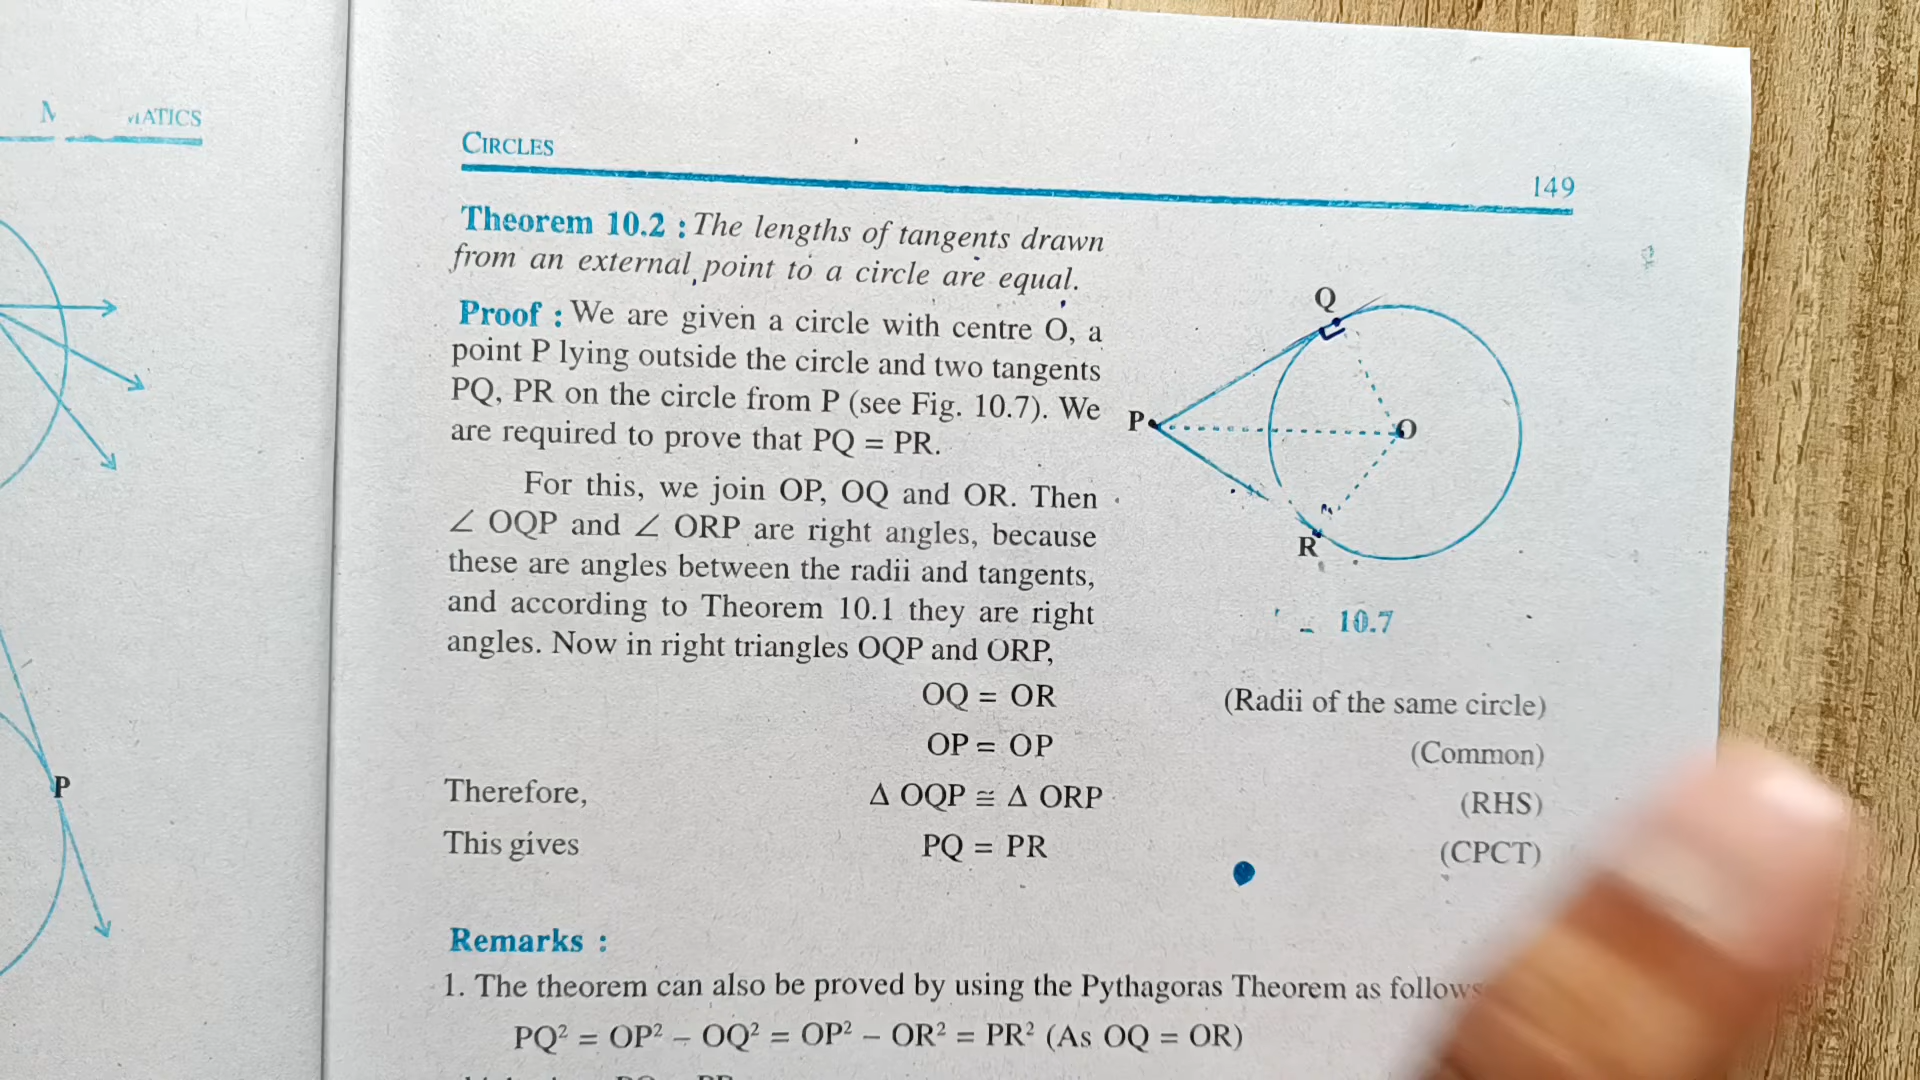 MATICS
P
CIRCLES
149
Theorem 10.2 : The lengths of tangents drawn
from an external point to a circle are equal.
Proof : We are given a circle with centre O, a
point P lying outside the circle and two tangents
PQ, PR on the circle from P (see Fig. 10.7). We
are required to prove that PQ = PR.
For this, we join OP, OQ and OR. Then
∠ OQP and ∠ ORP are right angles, because
these are angles between the radii and tangents,
and according to Theorem 10.1 they are right
angles. Now in right triangles OQP and ORP,
Q
P
O
R
10.7
OQ = OR (Radii of the same circle)
OP = OP (Common)
Therefore, Δ OQP ≅ Δ ORP (RHS)
This gives PQ = PR (CPCT)
Remarks :
1. The theorem can also be proved by using the Pythagoras Theorem as follows
PQ² = OP² – OQ² = OP² – OR² = PR² (As OQ = OR)